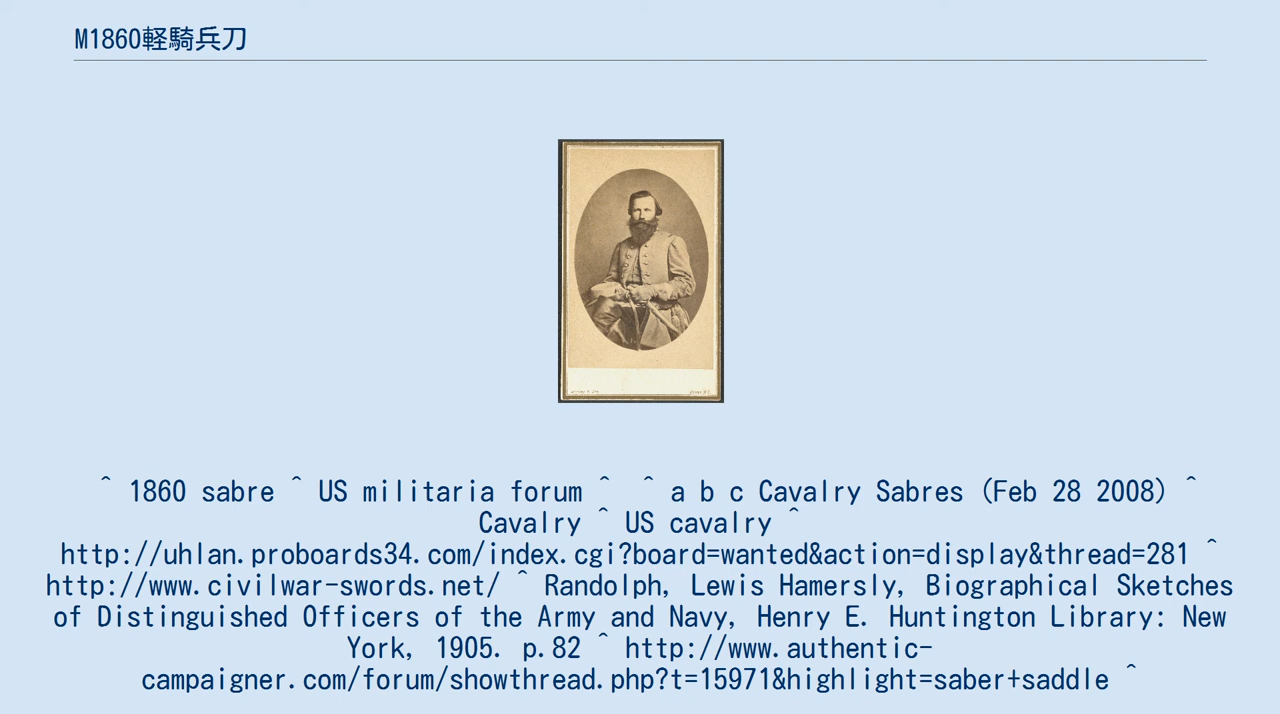 M1860軽騎兵刀
^ 1860 sabre ^ US militaria forum ^  ^ a b c Cavalry Sabres (Feb 28 2008) ^
Cavalry ^ US cavalry ^
http://uhlan.proboards34.com/index.cgi?board=wanted&action=display&thread=281 ^
http://www.civilwar-swords.net/ ^ Randolph, Lewis Hamersly, Biographical Sketches
of Distinguished Officers of the Army and Navy, Henry E. Huntington Library: New
York, 1905. p.82 ^ http://www.authentic-
campaigner.com/forum/showthread.php?t=15971&highlight=saber+saddle ^